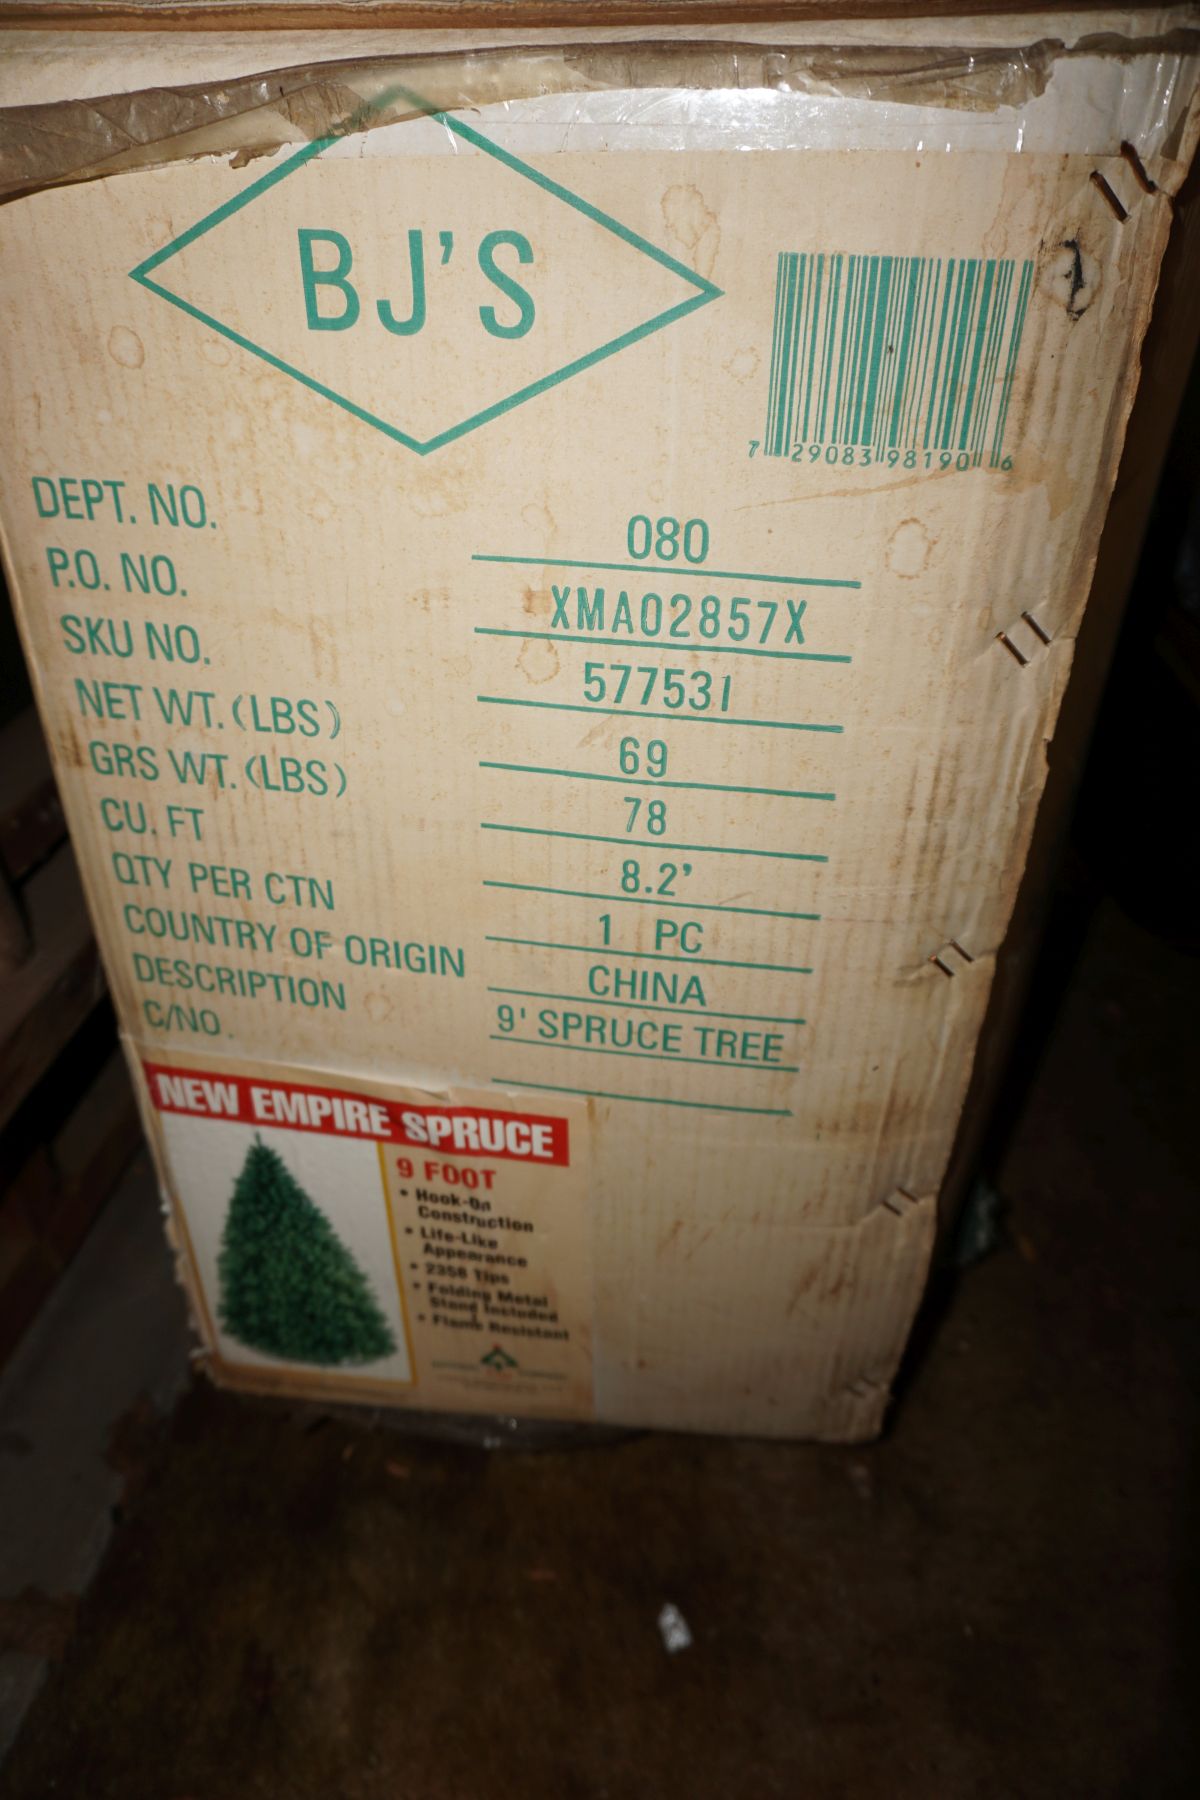 BJ'S
7 29083 98190 6
DEPT. NO. 080
P.O. NO. XMA02857X
SKU NO. 577531
NET WT. (LBS) 69
GRS WT. (LBS) 78
CU. FT 8.2'
QTY PER CTN 1 PC
COUNTRY OF ORIGIN CHINA
DESCRIPTION 9' SPRUCE TREE
C/NO.
NEW EMPIRE SPRUCE
9 FOOT
• Hook-On
Construction
• Life-Like
Appearance
• 2356 Tips
• Folding Metal
Stand Included
• Flame Resistant